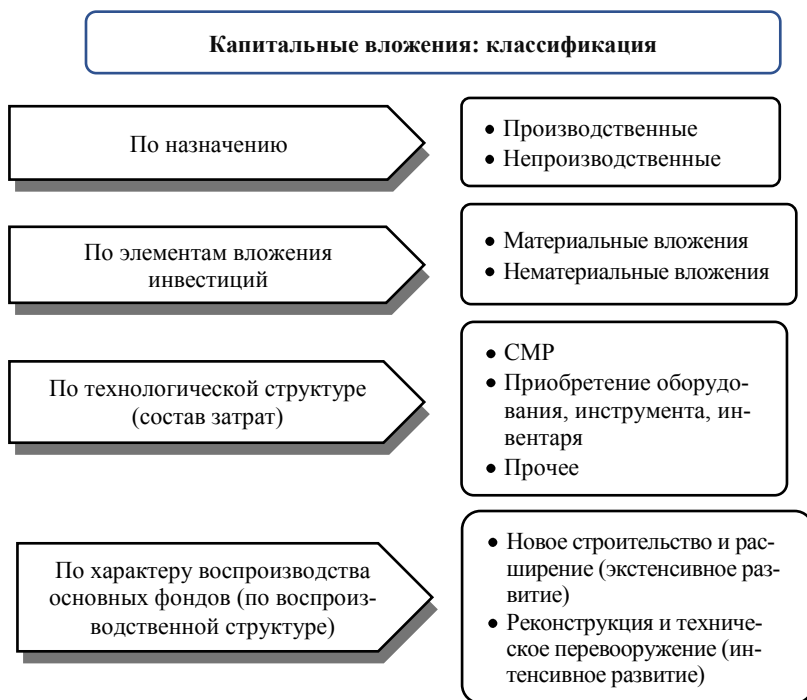 Капитальные вложения: классификация
По назначению
• Производственные
• Непроизводственные
По элементам вложения
инвестиций
• Материальные вложения
• Нематериальные вложения
По технологической структуре
(состав затрат)
• СМР
• Приобретение оборудо-
вания, инструмента, ин-
вентаря
• Прочее
По характеру воспроизводства
основных фондов (по воспроиз-
водственной структуре)
• Новое строительство и рас-
ширение (экстенсивное раз-
витие)
• Реконструкция и техниче-
ское перевооружение (ин-
тенсивное развитие)